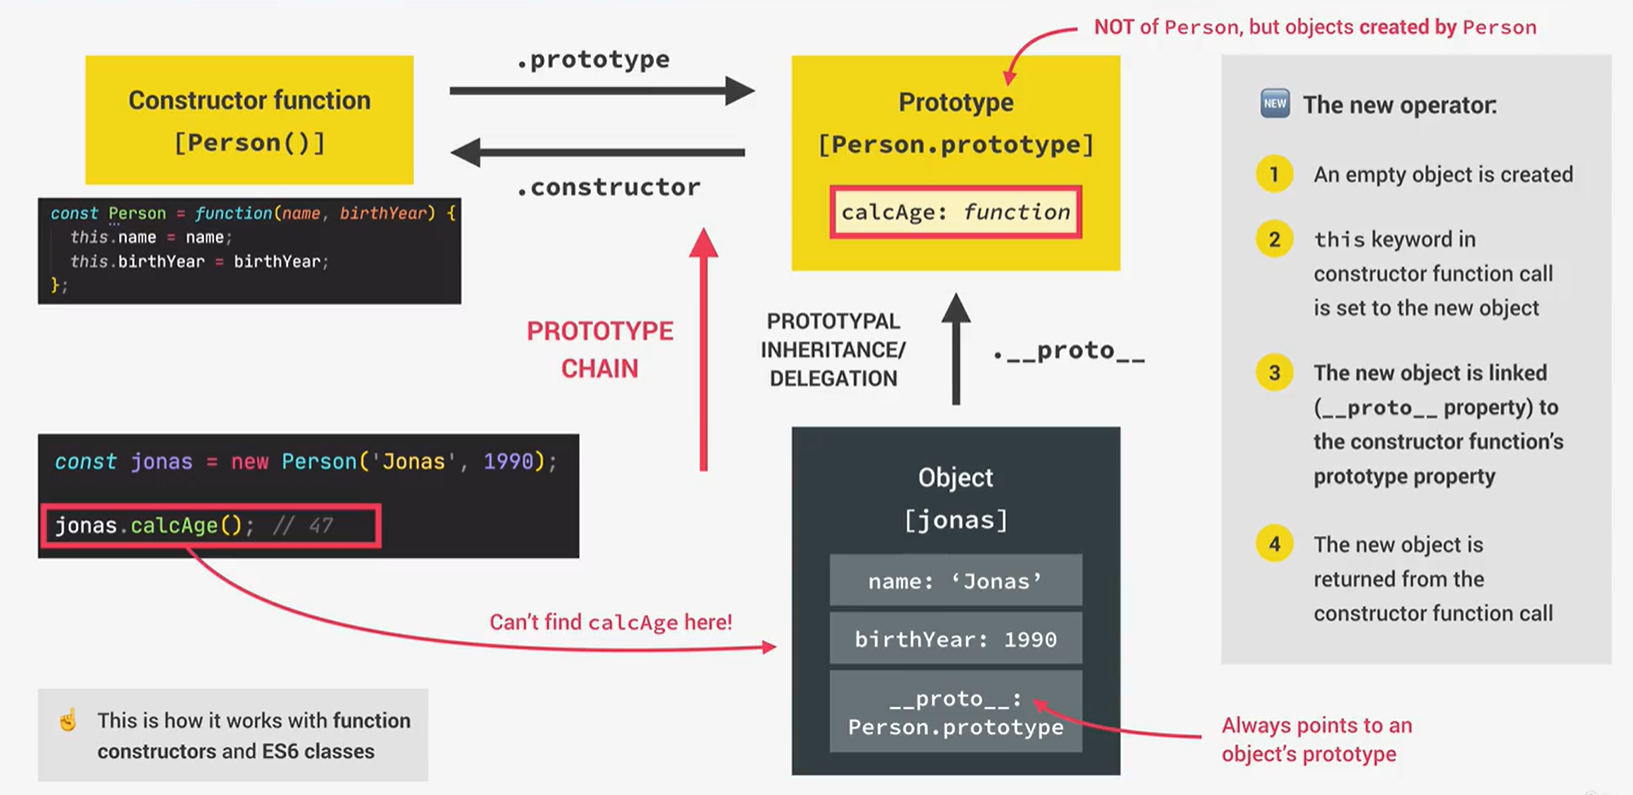 NOT of Person, but objects created by Person
.prototype
Constructor function
[Person()]
.constructor
Prototype
[Person.prototype]
calcAge: function
const Person = function(name, birthYear) {
this.name = name;
this.birthYear = birthYear;
};
PROTOTYPE
CHAIN
PROTOTYPAL
INHERITANCE/
DELEGATION
.__proto__
const jonas = new Person('Jonas', 1990);
jonas.calcAge(); // 47
Can't find calcAge here!
Object
[jonas]
name: ‘Jonas’
birthYear: 1990
__proto__:
Person.prototype
Always points to an
object's prototype
☝ This is how it works with function
constructors and ES6 classes
NEW The new operator:
1 An empty object is created
2 this keyword in
constructor function call
is set to the new object
3 The new object is linked
(__proto__ property) to
the constructor function's
prototype property
4 The new object is
returned from the
constructor function call